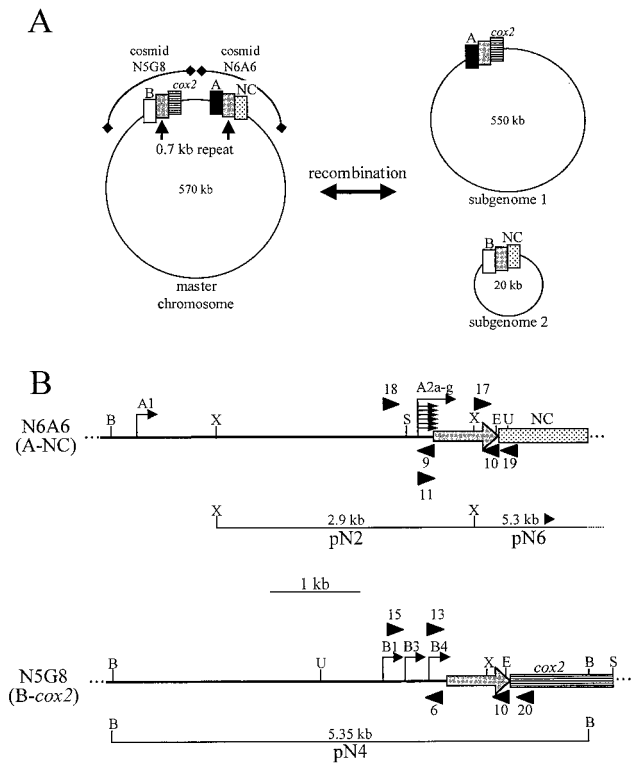 A
cosmid
N5G8
cosmid
N6A6
B
cox2
A
NC
0.7 kb repeat
570 kb
master
chromosome
recombination
A
cox2
550 kb
subgenome 1
B
NC
20 kb
subgenome 2
B
N6A6
(A-NC)
B
A1
X
18
S
A2a-g
17
X
E
U
NC
9
10
19
11
X
2.9 kb
X
5.3 kb
pN2
pN6
1 kb
15
13
N5G8
(B-cox2)
B
U
B1
B3
B4
X
E
cox2
B
S
6
10
20
B
5.35 kb
B
pN4